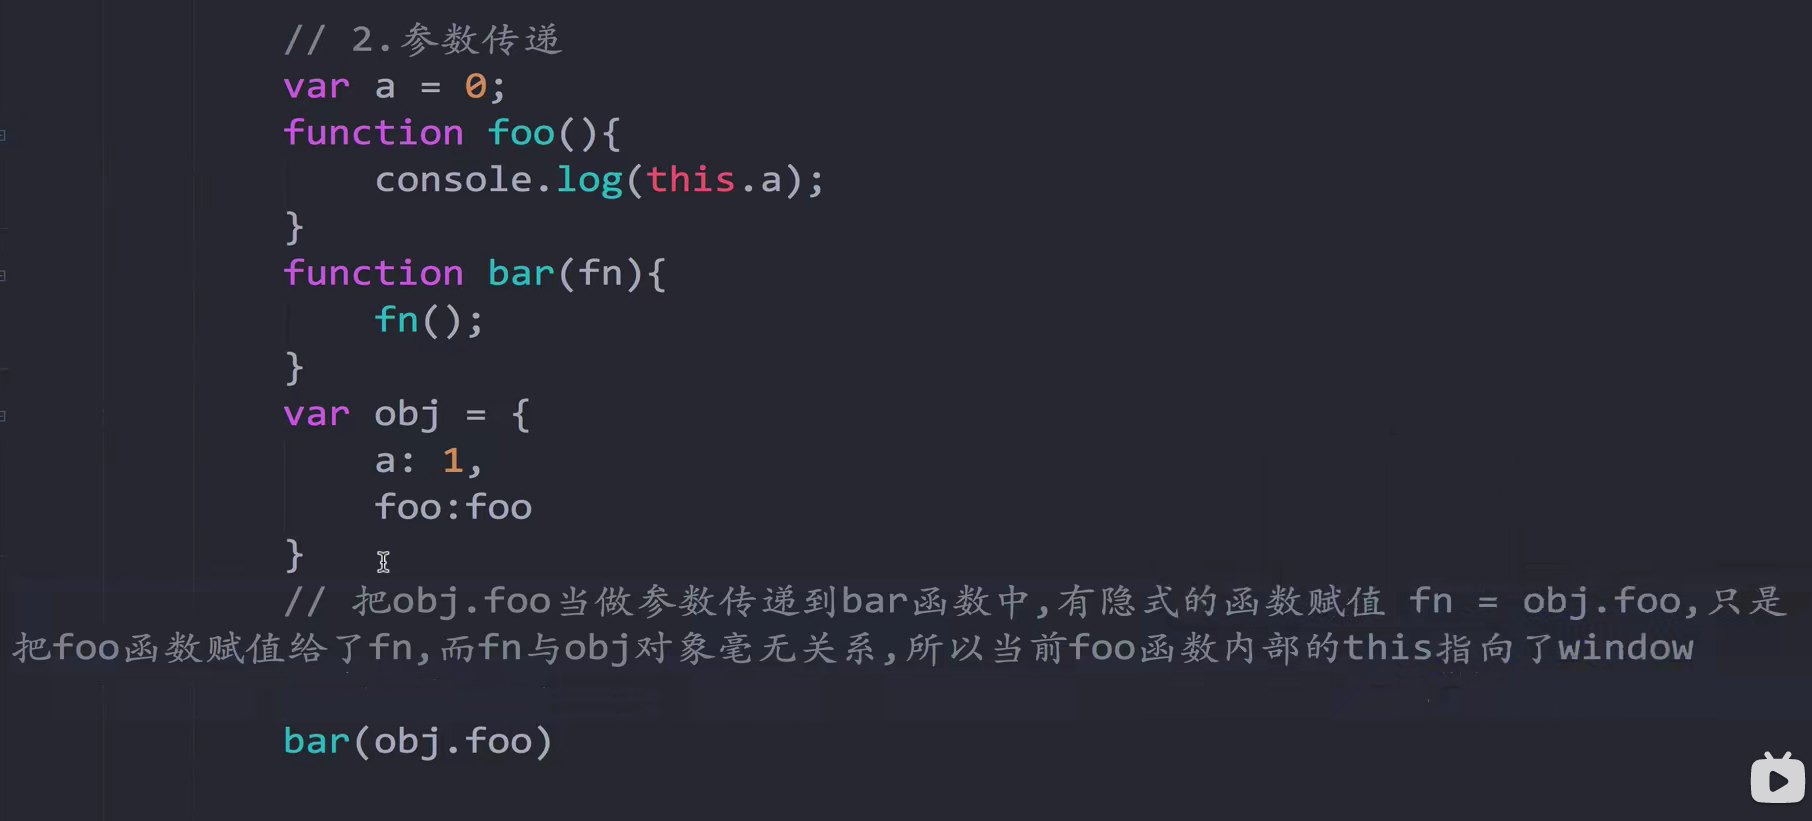 // 2.参数传递
var a = 0;
function foo(){
console.log(this.a);
}
function bar(fn){
fn();
}
var obj = {
a: 1,
foo:foo
}
// 把obj.foo当做参数传递到bar函数中,有隐式的函数赋值 fn = obj.foo,只是
把foo函数赋值给了fn,而fn与obj对象毫无关系,所以当前foo函数内部的this指向了window
bar(obj.foo)